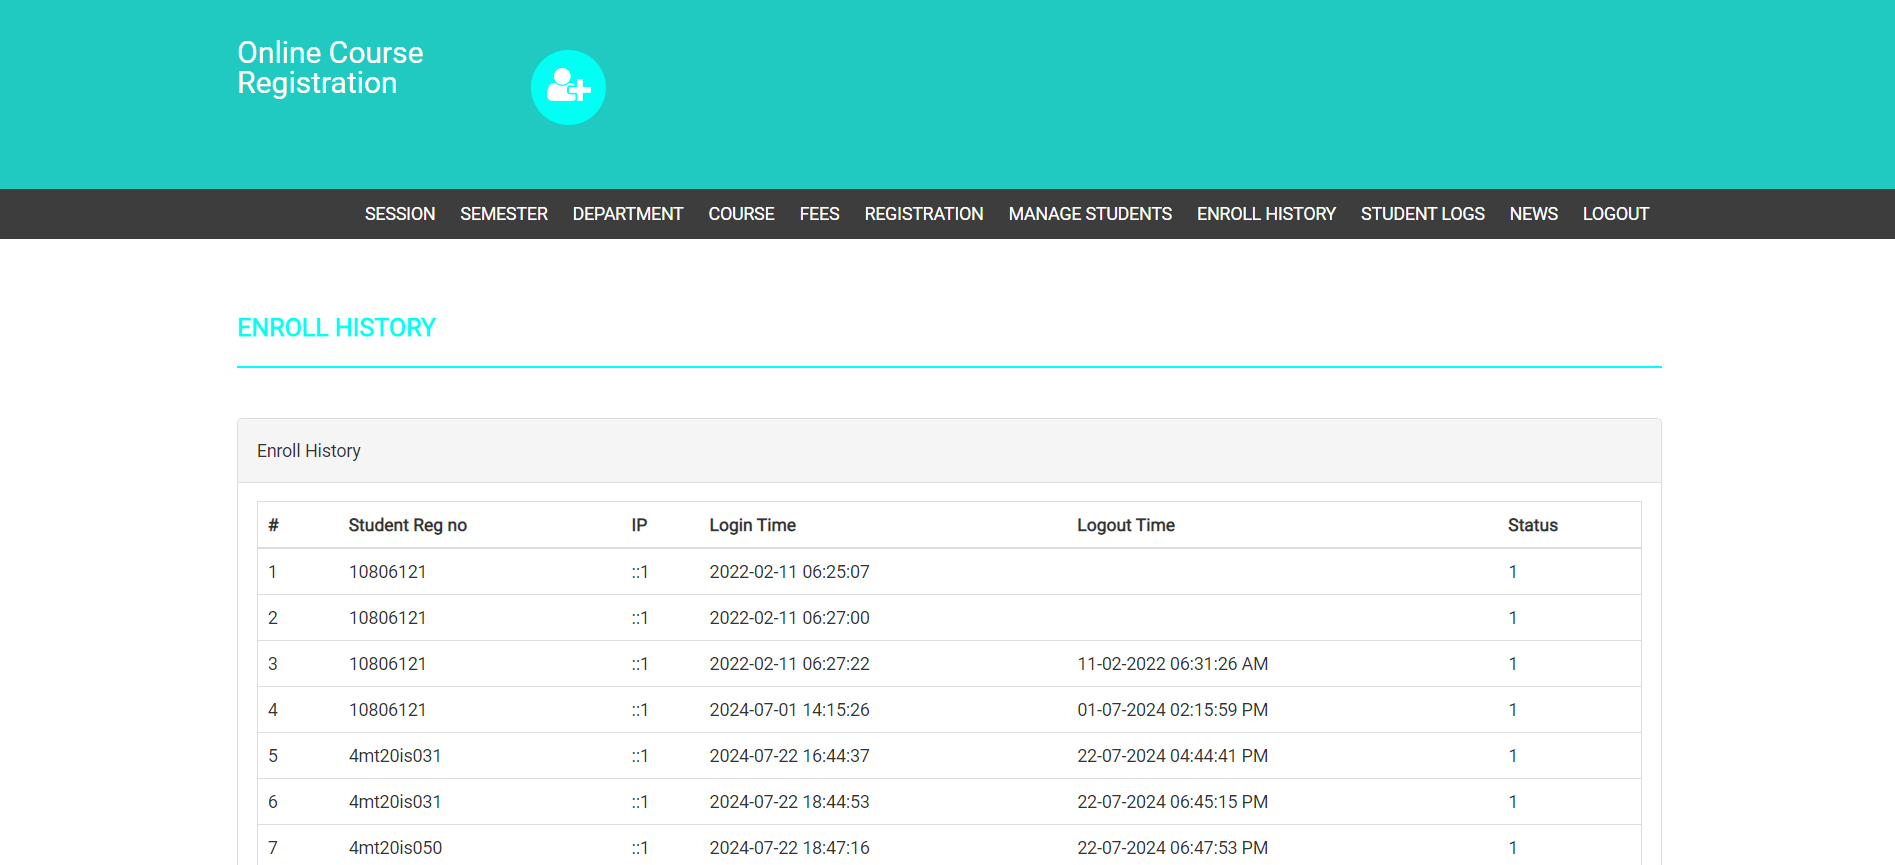 Online Course
Registration
SESSION SEMESTER DEPARTMENT COURSE FEES REGISTRATION MANAGE STUDENTS ENROLL HISTORY STUDENT LOGS NEWS LOGOUT
ENROLL HISTORY
Enroll History
# Student Reg no IP Login Time Logout Time Status
1 10806121 ::1 2022-02-11 06:25:07 1
2 10806121 ::1 2022-02-11 06:27:00 1
3 10806121 ::1 2022-02-11 06:27:22 11-02-2022 06:31:26 AM 1
4 10806121 ::1 2024-07-01 14:15:26 01-07-2024 02:15:59 PM 1
5 4mt20is031 ::1 2024-07-22 16:44:37 22-07-2024 04:44:41 PM 1
6 4mt20is031 ::1 2024-07-22 18:44:53 22-07-2024 06:45:15 PM 1
7 4mt20is050 ::1 2024-07-22 18:47:16 22-07-2024 06:47:53 PM 1